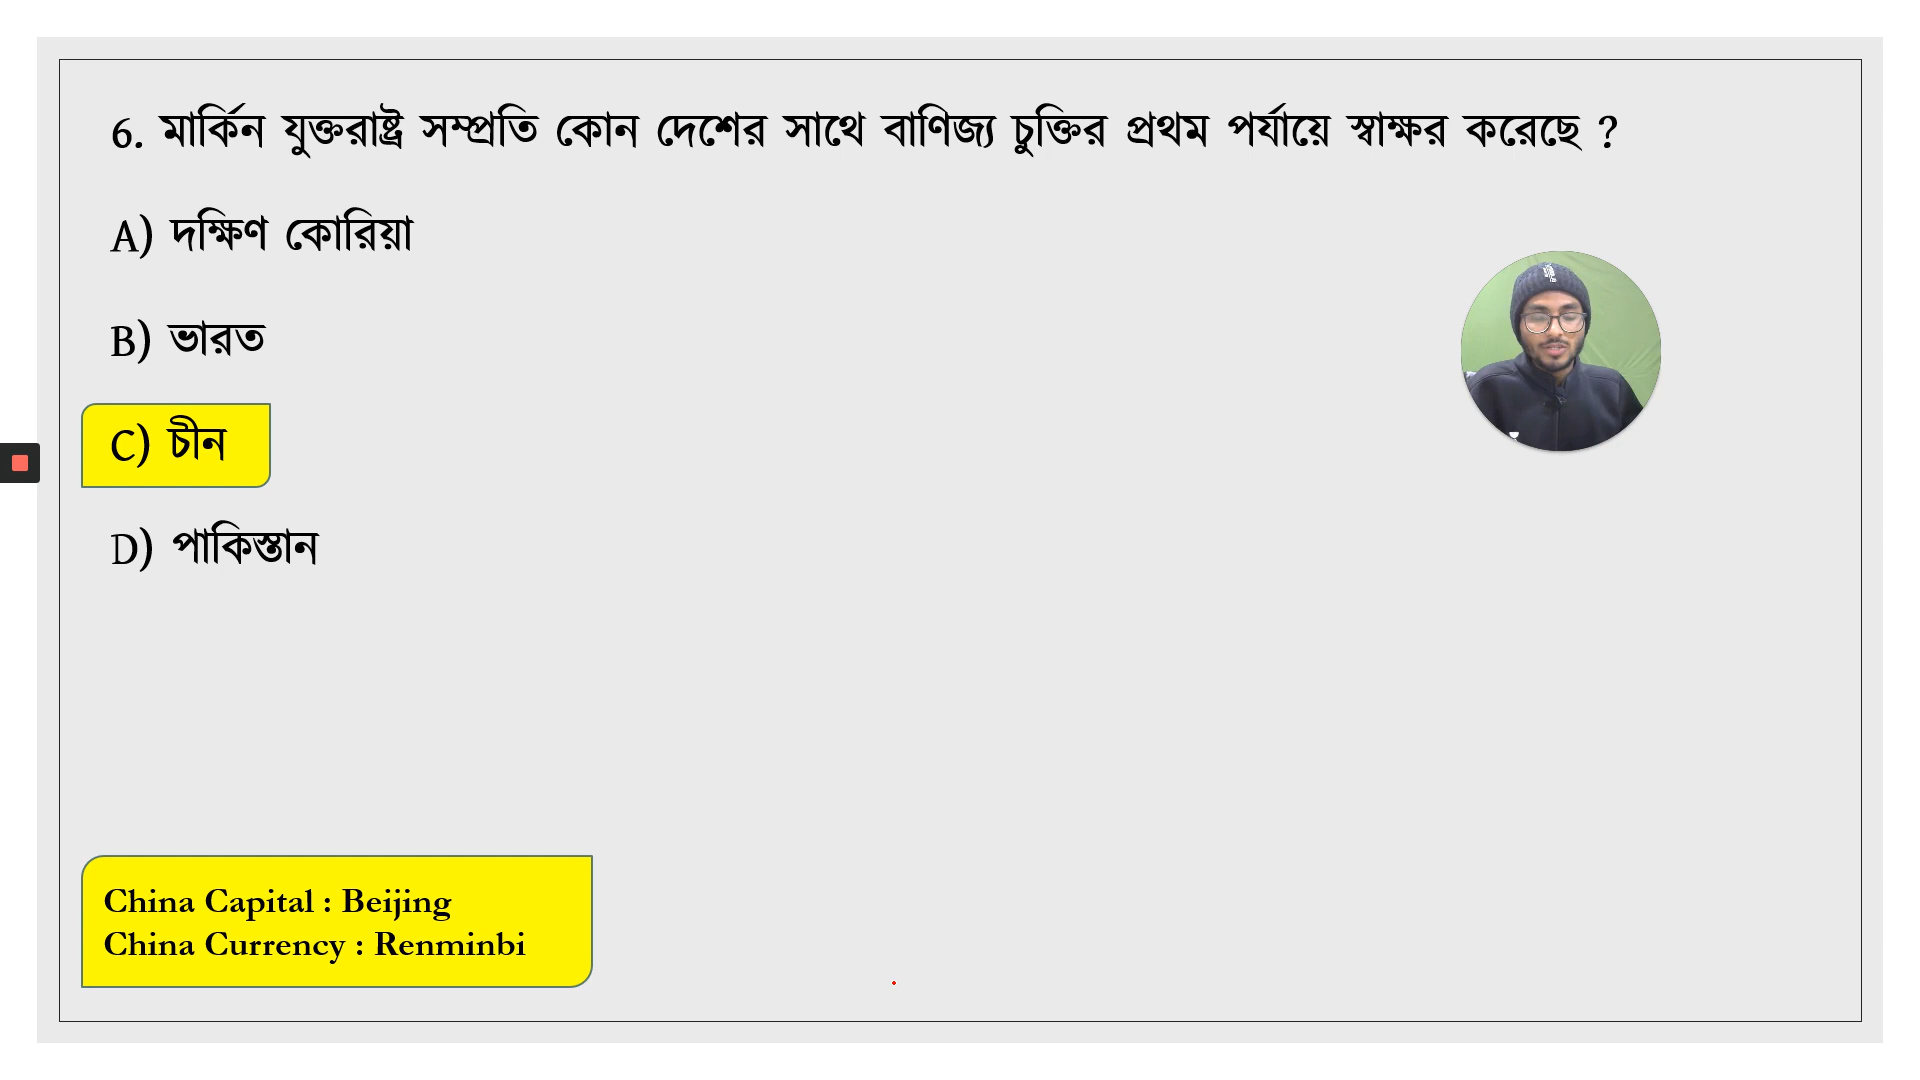 6. মার্কিন যুক্তরাষ্ট্র সম্প্রতি কোন দেশের সাথে বাণিজ্য চুক্তির প্রথম পর্যায়ে স্বাক্ষর করেছে ?
A) দক্ষিণ কোরিয়া
B) ভারত
C) চীন
D) পাকিস্তান
China Capital : Beijing
China Currency : Renminbi